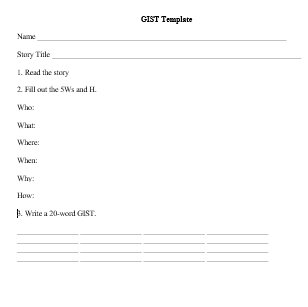 GIST Template
Name
Story Title
1. Read the story
2. Fill out the 5Ws and H.
Who:
What:
Where:
When:
Why:
How:
3. Write a 20-word GIST.